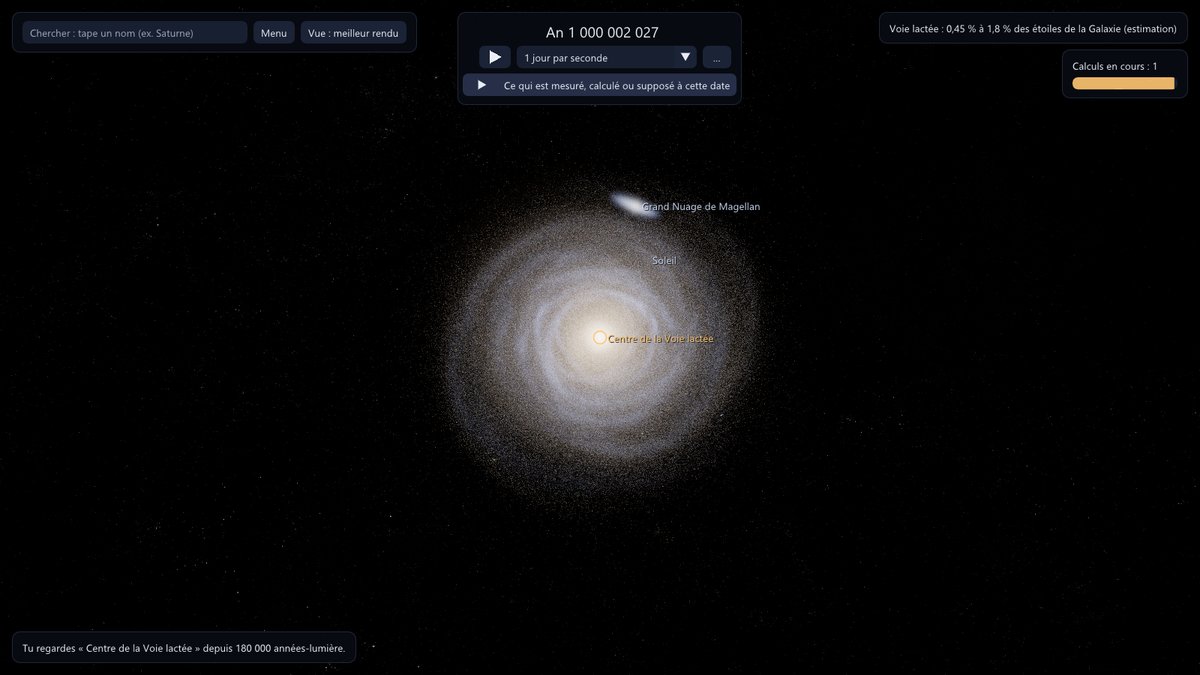 Chercher : tape un nom (ex. Saturne)
Menu
Vue : meilleur rendu
An 1 000 002 027
1 jour par seconde
...
Ce qui est mesuré, calculé ou supposé à cette date
Voie lactée : 0,45 % à 1,8 % des étoiles de la Galaxie (estimation)
Calculs en cours : 1
Grand Nuage de Magellan
Soleil
Centre de la Voie lactée
Tu regardes « Centre de la Voie lactée » depuis 180 000 années-lumière.